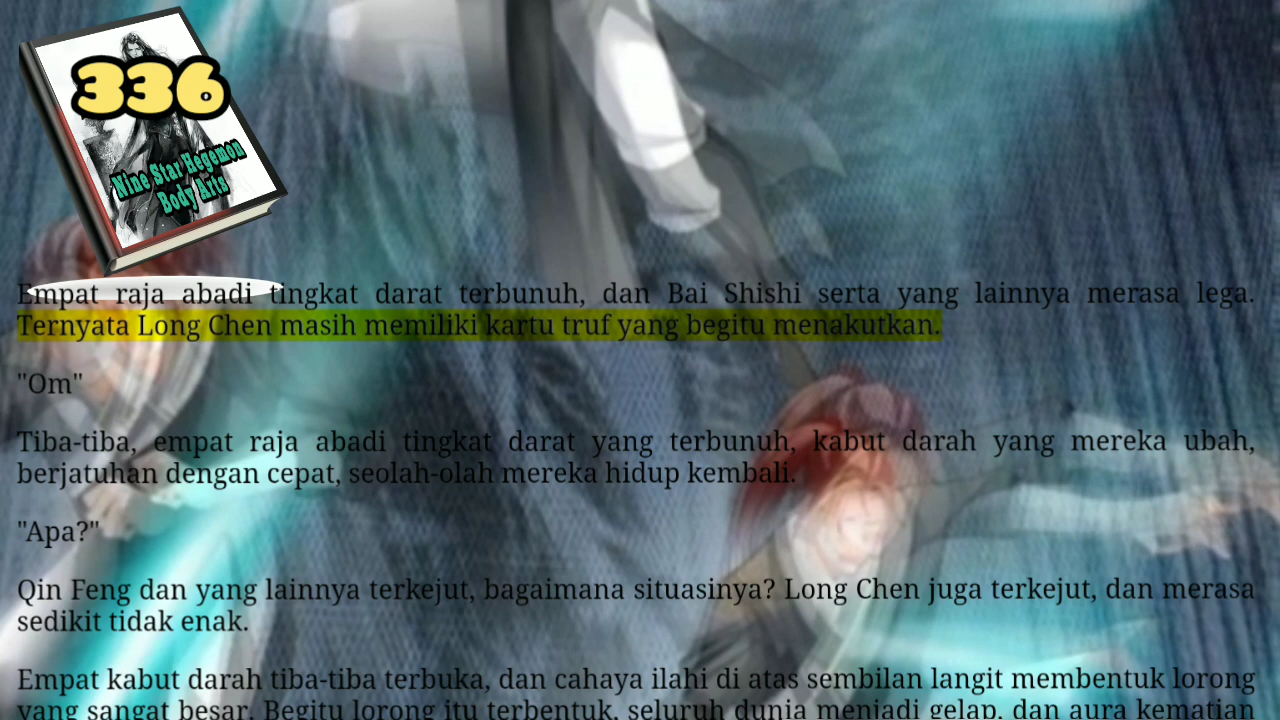 336
Nine Star Hegemon
Body Arts
Empat raja abadi tingkat darat terbunuh, dan Bai Shishi serta yang lainnya merasa lega.
Ternyata Long Chen masih memiliki kartu truf yang begitu menakutkan.
"Om"
Tiba-tiba, empat raja abadi tingkat darat yang terbunuh, kabut darah yang mereka ubah,
berjatuhan dengan cepat, seolah-olah mereka hidup kembali.
"Apa?"
Qin Feng dan yang lainnya terkejut, bagaimana situasinya? Long Chen juga terkejut, dan merasa
sedikit tidak enak.
Empat kabut darah tiba-tiba terbuka, dan cahaya ilahi di atas sembilan langit membentuk lorong
yang sangat besar. Begitu lorong itu terbentuk, seluruh dunia menjadi gelap, dan aura kematian